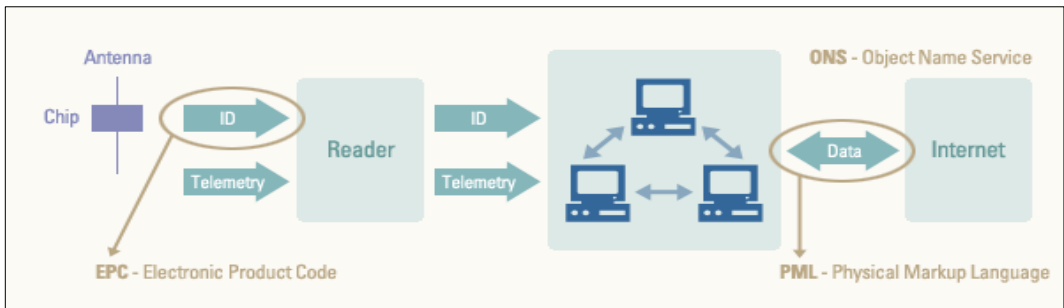 Antenna
ONS - Object Name Service
Chip
ID
ID
Reader
Data
Internet
Telemetry
Telemetry
EPC - Electronic Product Code
PML - Physical Markup Language